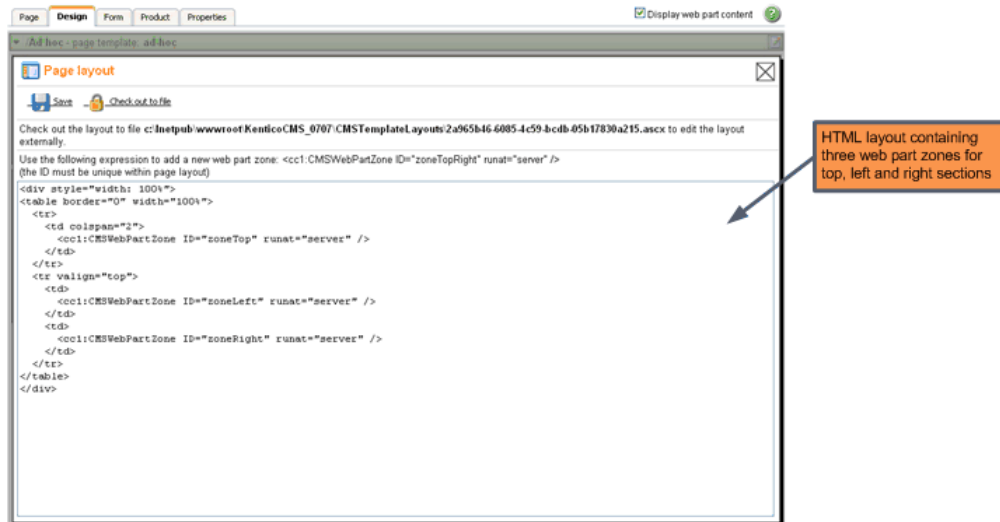 Page Design Form Product Properties Display web part content ?
/Ad hoc - page template: ad-hoc
Page layout
Save Check out to file
Check out the layout to file c:\Inetpub\wwwroot\KenticoCMS_0707\CMSTemplateLayouts\2a965b46-6085-4c59-bcdb-05b17830a215.ascx to edit the layout
externally.
Use the following expression to add a new web part zone: <cc1:CMSWebPartZone ID="zoneTopRight" runat="server" />
(the ID must be unique within page layout)
<div style="width: 100%">
<table border="0" width="100%">
<tr>
<td colspan="2">
<cc1:CMSWebPartZone ID="zoneTop" runat="server" />
</td>
</tr>
<tr valign="top">
<td>
<cc1:CMSWebPartZone ID="zoneLeft" runat="server" />
</td>
<td>
<cc1:CMSWebPartZone ID="zoneRight" runat="server" />
</td>
</tr>
</table>
</div>
HTML layout containing
three web part zones for
top, left and right sections